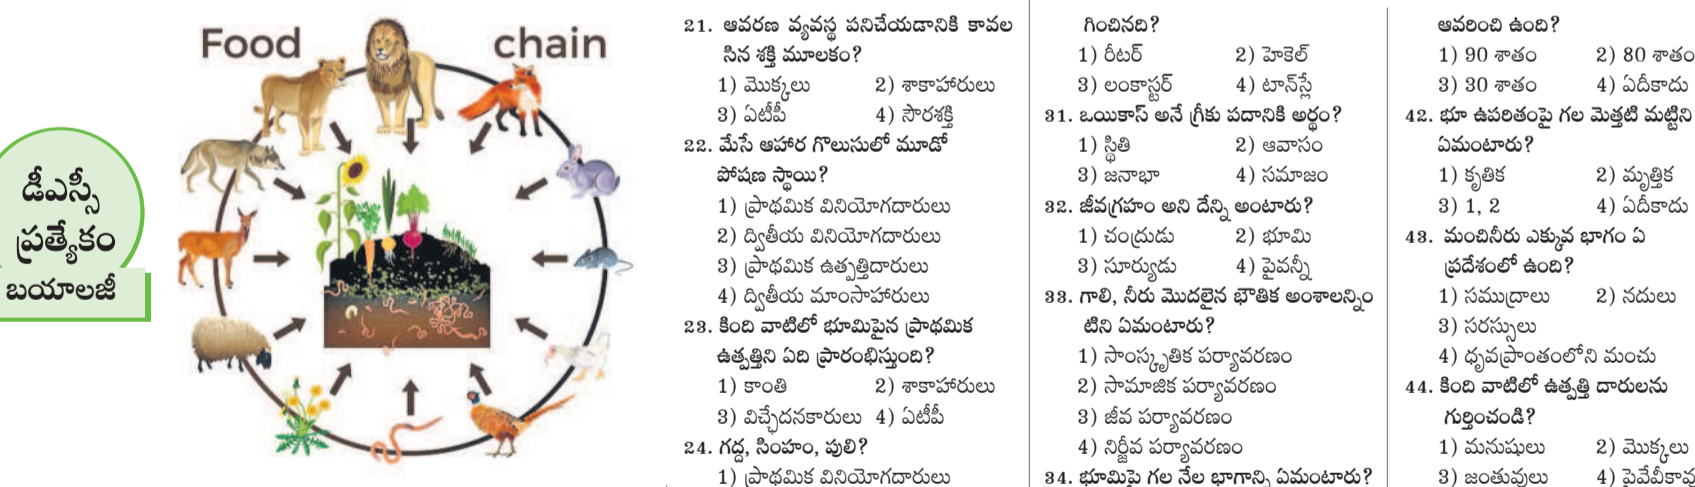 Food chain
డీఎస్సీ
ప్రత్యేకం
బయాలజీ
21. ఆవరణ వ్యవస్థ పనిచేయడానికి కావల
సిన శక్తి మూలకం?
1) మొక్కలు 2) శాకాహారులు
3) ఏటీపీ 4) సౌరశక్తి
22. మేసే ఆహార గొలుసులో మూడో
పోషణ స్థాయి?
1) ప్రాథమిక వినియోగదారులు
2) ద్వితీయ వినియోగదారులు
3) ప్రాథమిక ఉత్పత్తిదారులు
4) ద్వితీయ మాంసాహారులు
23. కింది వాటిలో భూమిపైన ప్రాథమిక
ఉత్పత్తిని ఏది ప్రారంభిస్తుంది?
1) కాంతి 2) శాకాహారులు
3) విచ్ఛేదనకారులు 4) ఏటీపీ
24. గద్ద, సింహం, పులి?
1) ప్రాథమిక వినియోగదారులు
గించినది?
1) రీటర్ 2) హెకెల్
3) లంకాస్టర్ 4) టాన్‌స్లే
31. ఒయికాస్ అనే గ్రీకు పదానికి అర్థం?
1) స్థితి 2) ఆవాసం
3) జనాభా 4) సమాజం
32. జీవగ్రహం అని దేన్ని అంటారు?
1) చంద్రుడు 2) భూమి
3) సూర్యుడు 4) పైవన్నీ
33. గాలి, నీరు మొదలైన భౌతిక అంశాలన్నిం
టిని ఏమంటారు?
1) సాంస్కృతిక పర్యావరణం
2) సామాజిక పర్యావరణం
3) జీవ పర్యావరణం
4) నిర్జీవ పర్యావరణం
34. భూమిపై గల నేల భాగాన్ని ఏమంటారు?
ఆవరించి ఉంది?
1) 90 శాతం 2) 80 శాతం
3) 30 శాతం 4) ఏదీకాదు
42. భూ ఉపరితంపై గల మెత్తటి మట్టిని
ఏమంటారు?
1) కృతిక 2) మృత్తిక
3) 1, 2 4) ఏదీకాదు
43. మంచినీరు ఎక్కువ భాగం ఏ
ప్రదేశంలో ఉంది?
1) సముద్రాలు 2) నదులు
3) సరస్సులు
4) ధృవప్రాంతంలోని మంచు
44. కింది వాటిలో ఉత్పత్తి దారులను
గుర్తించండి?
1) మనుషులు 2) మొక్కలు
3) జంతువులు 4) పైవేవీకావు